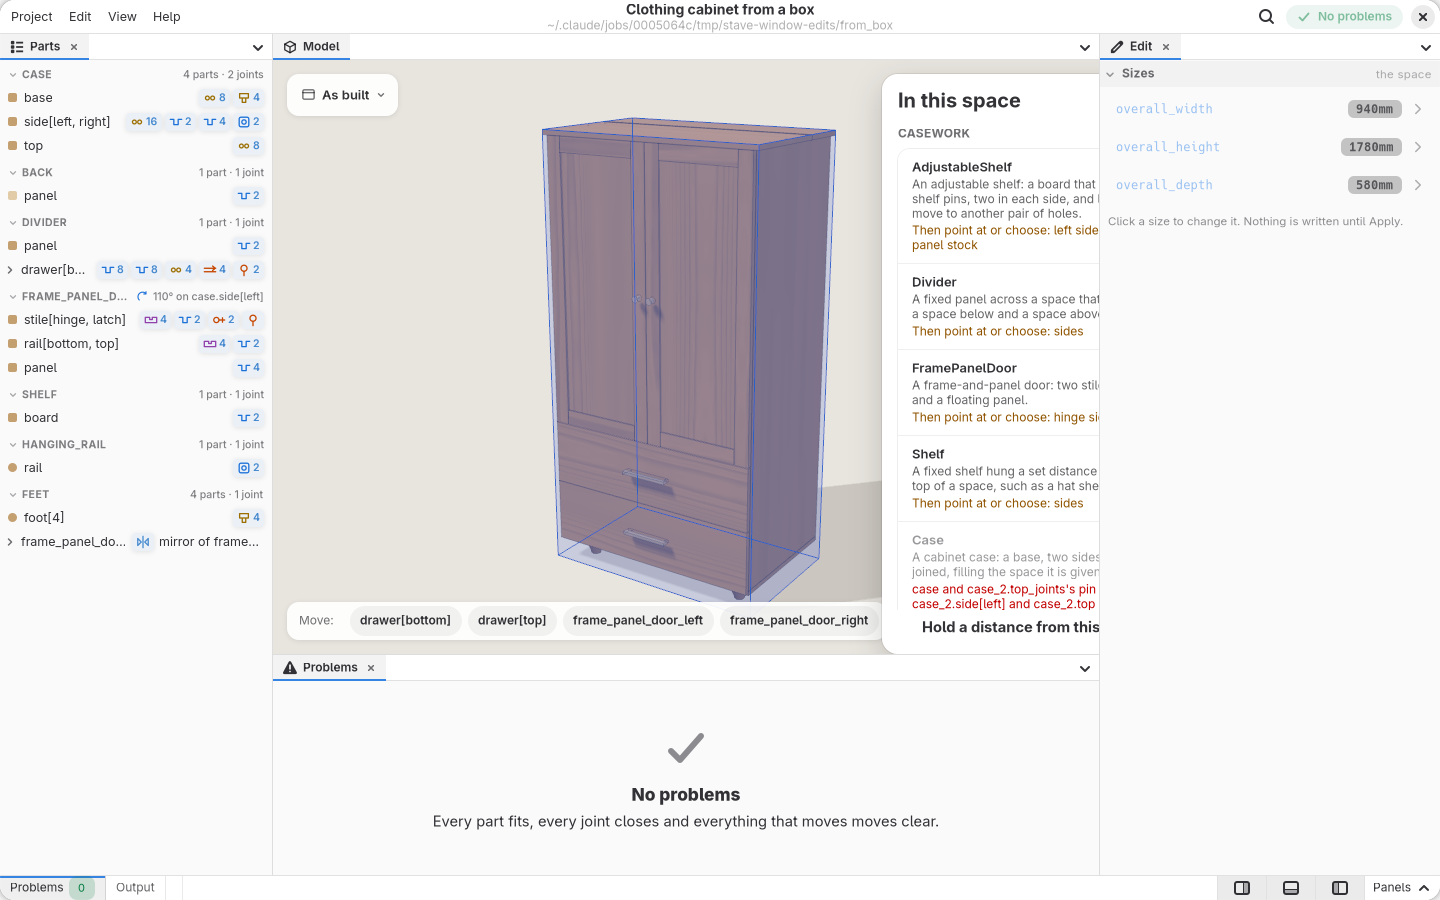 Project Edit View Help
Clothing cabinet from a box
~/.claude/jobs/0005064c/tmp/stave-window-edits/from_box
No problems
Parts
CASE 4 parts · 2 joints
base 8 4
side[left, right] 16 2 4 2
top 8
BACK 1 part · 1 joint
panel 2
DIVIDER 1 part · 1 joint
panel 2
drawer[b... 8 8 4 4 2
FRAME_PANEL_D... 110° on case.side[left]
stile[hinge, latch] 4 2 2
rail[bottom, top] 4 2
panel 4
SHELF 1 part · 1 joint
board 2
HANGING_RAIL 1 part · 1 joint
rail 2
FEET 4 parts · 1 joint
foot[4] 4
frame_panel_do... mirror of frame...
Model
As built
In this space
CASEWORK
AdjustableShelf
An adjustable shelf: a board that
shelf pins, two in each side, and
move to another pair of holes.
Then point at or choose: left side
panel stock
Divider
A fixed panel across a space that
a space below and a space above
Then point at or choose: sides
FramePanelDoor
A frame-and-panel door: two stile
and a floating panel.
Then point at or choose: hinge si
Shelf
A fixed shelf hung a set distance
top of a space, such as a hat she
Then point at or choose: sides
Case
A cabinet case: a base, two sides
joined, filling the space it is given
case and case_2.top_joints's pin
case_2.side[left] and case_2.top
Hold a distance from this
Move: drawer[bottom] drawer[top] frame_panel_door_left frame_panel_door_right
Problems
No problems
Every part fits, every joint closes and everything that moves moves clear.
Edit
Sizes the space
overall_width 940mm
overall_height 1780mm
overall_depth 580mm
Click a size to change it. Nothing is written until Apply.
Problems 0 Output
Panels